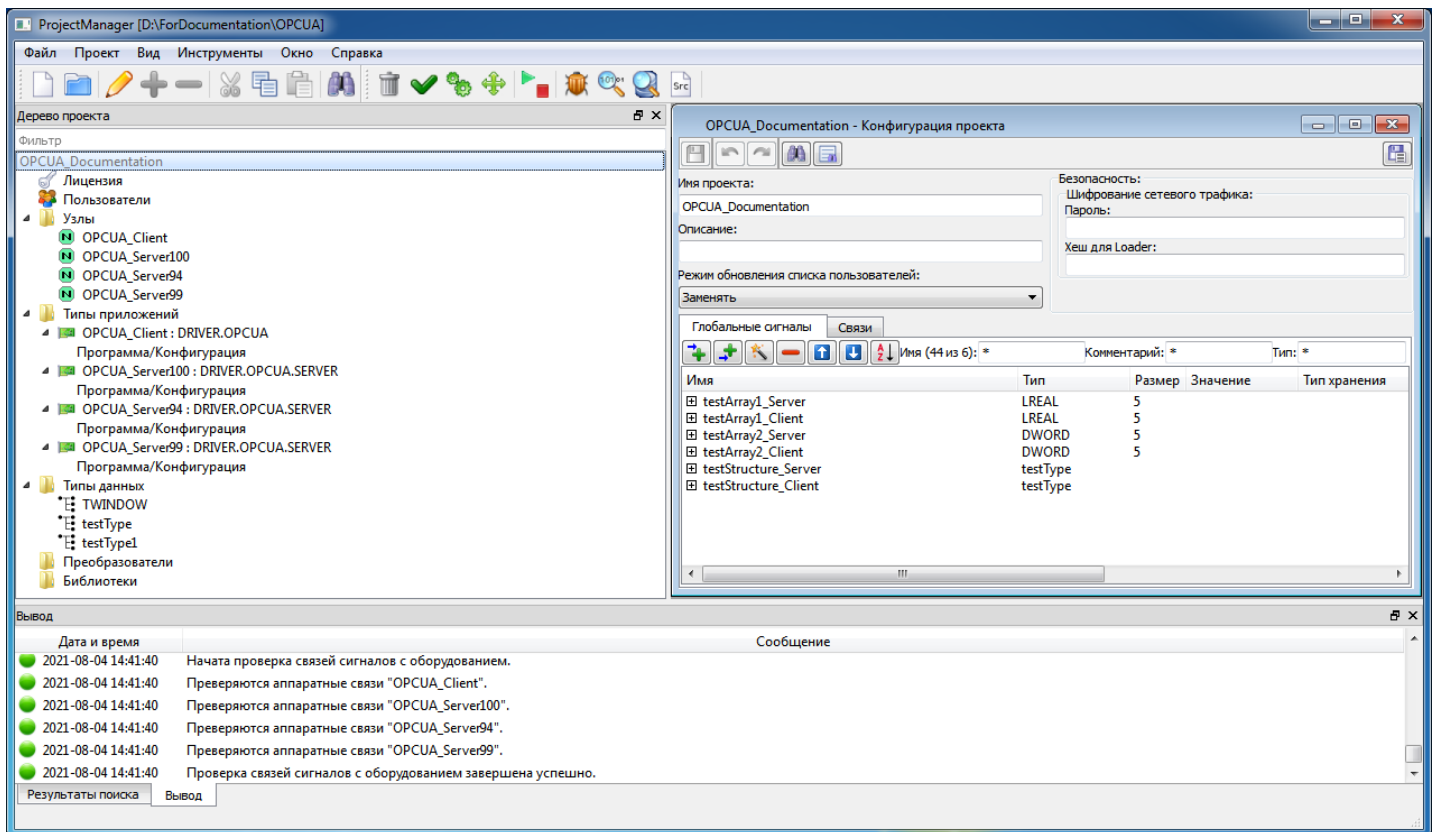 ProjectManager [D:\ForDocumentation\OPCUA]
Файл Проект Вид Инструменты Окно Справка
Src
Дерево проекта
Фильтр
OPCUA_Documentation
Лицензия
Пользователи
Узлы
OPCUA_Client
OPCUA_Server100
OPCUA_Server94
OPCUA_Server99
Типы приложений
OPCUA_Client : DRIVER.OPCUA
Программа/Конфигурация
OPCUA_Server100 : DRIVER.OPCUA.SERVER
Программа/Конфигурация
OPCUA_Server94 : DRIVER.OPCUA.SERVER
Программа/Конфигурация
OPCUA_Server99 : DRIVER.OPCUA.SERVER
Программа/Конфигурация
Типы данных
TWINDOW
testType
testType1
Преобразователи
Библиотеки
OPCUA_Documentation - Конфигурация проекта
Имя проекта:
OPCUA_Documentation
Описание:
Режим обновления списка пользователей:
Заменять
Безопасность:
Шифрование сетевого трафика:
Пароль:
Хеш для Loader:
Глобальные сигналы Связи
Имя (44 из 6): * Комментарий: * Тип: *
Имя Тип Размер Значение Тип хранения
testArray1_Server LREAL 5
testArray1_Client LREAL 5
testArray2_Server DWORD 5
testArray2_Client DWORD 5
testStructure_Server testType
testStructure_Client testType
Вывод
Дата и время Сообщение
2021-08-04 14:41:40 Начата проверка связей сигналов с оборудованием.
2021-08-04 14:41:40 Преверяются аппаратные связи "OPCUA_Client".
2021-08-04 14:41:40 Преверяются аппаратные связи "OPCUA_Server100".
2021-08-04 14:41:40 Преверяются аппаратные связи "OPCUA_Server94".
2021-08-04 14:41:40 Преверяются аппаратные связи "OPCUA_Server99".
2021-08-04 14:41:40 Проверка связей сигналов с оборудованием завершена успешно.
Результаты поиска Вывод